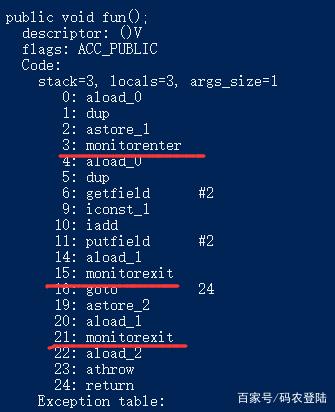 public void fun();
descriptor: ()V
flags: ACC_PUBLIC
Code:
stack=3, locals=3, args_size=1
0: aload_0
1: dup
2: astore_1
3: monitorenter
4: aload_0
5: dup
6: getfield #2
9: iconst_1
10: iadd
11: putfield #2
14: aload_1
15: monitorexit
16: goto 24
19: astore_2
20: aload_1
21: monitorexit
22: aload_2
23: athrow
24: return
Exception table:
百家号/码农登陆